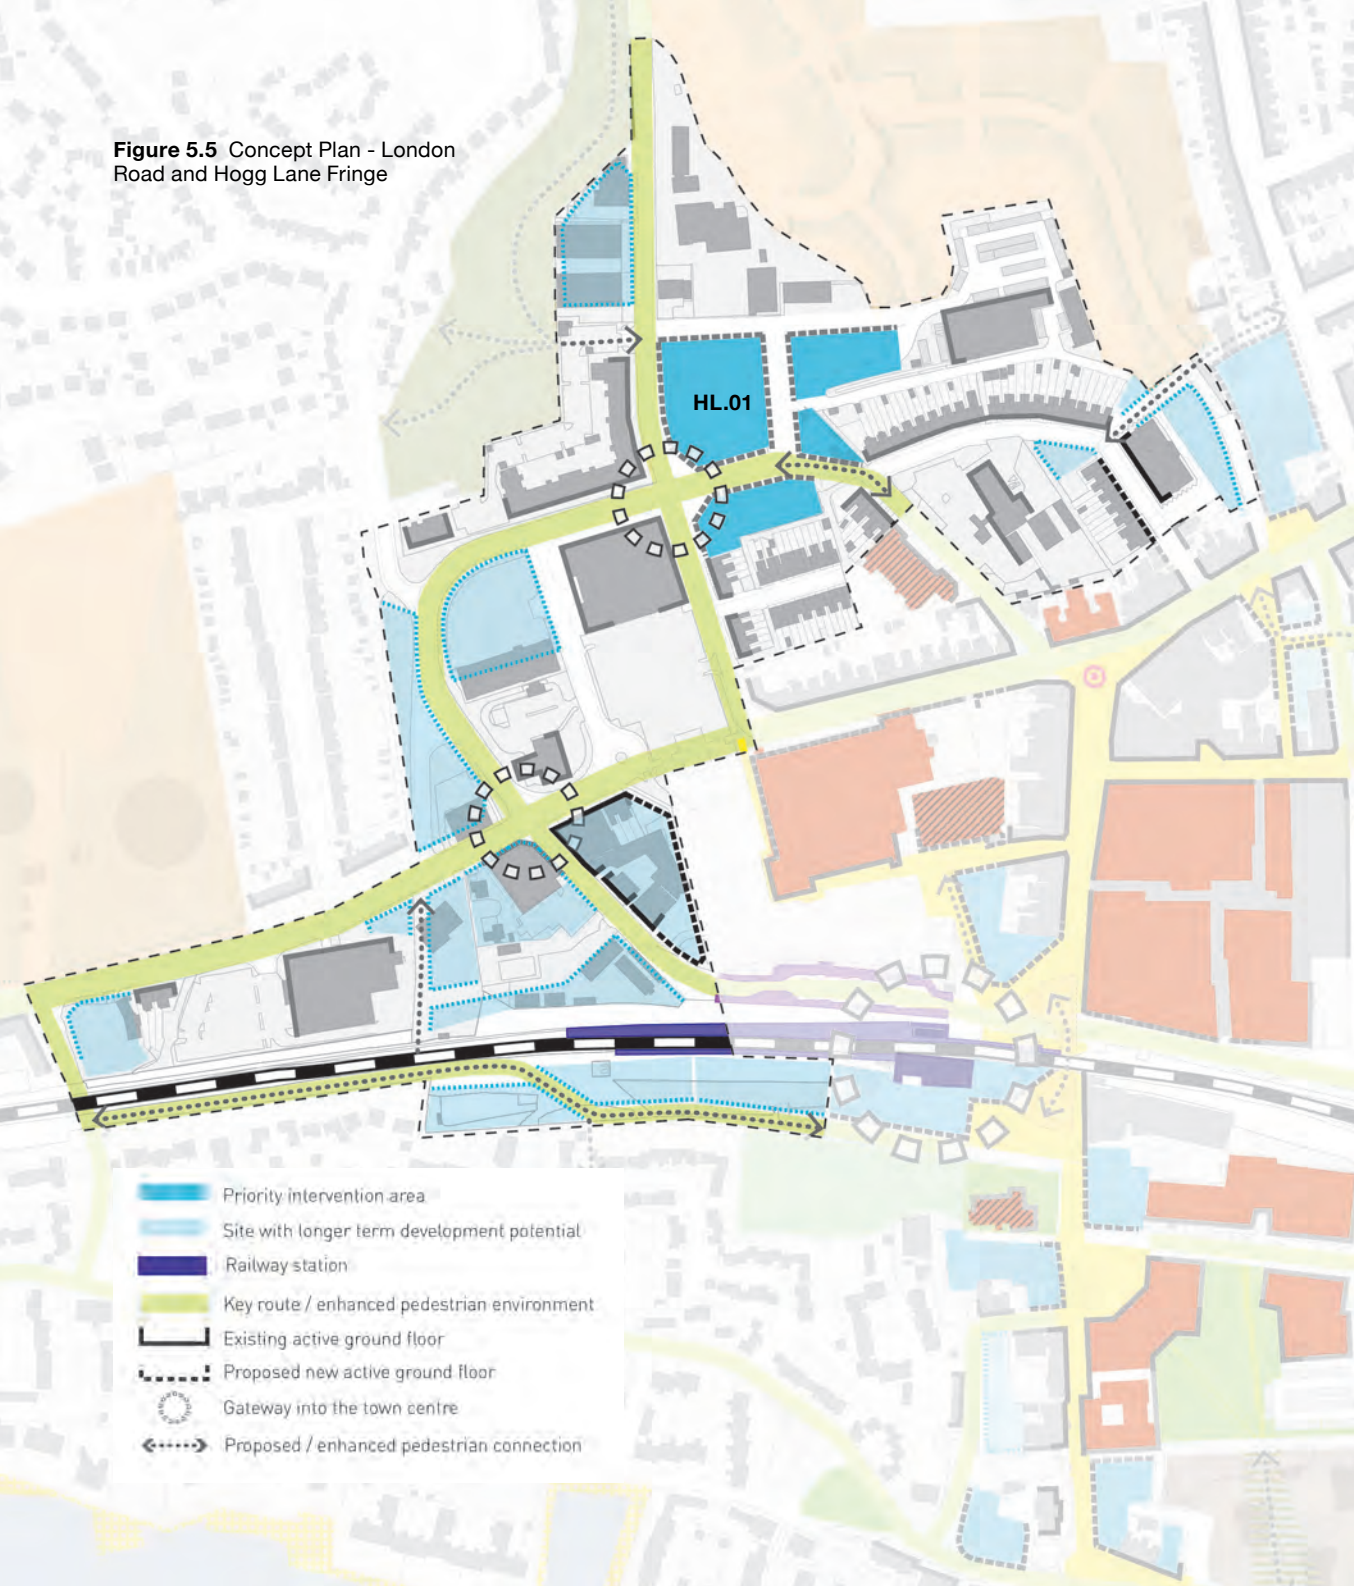 Figure 5.5 Concept Plan - London
Road and Hogg Lane Fringe
HL.01
Priority intervention area
Site with longer term development potential
Railway station
Key route / enhanced pedestrian environment
Existing active ground floor
Proposed new active ground floor
Gateway into the town centre
Proposed / enhanced pedestrian connection